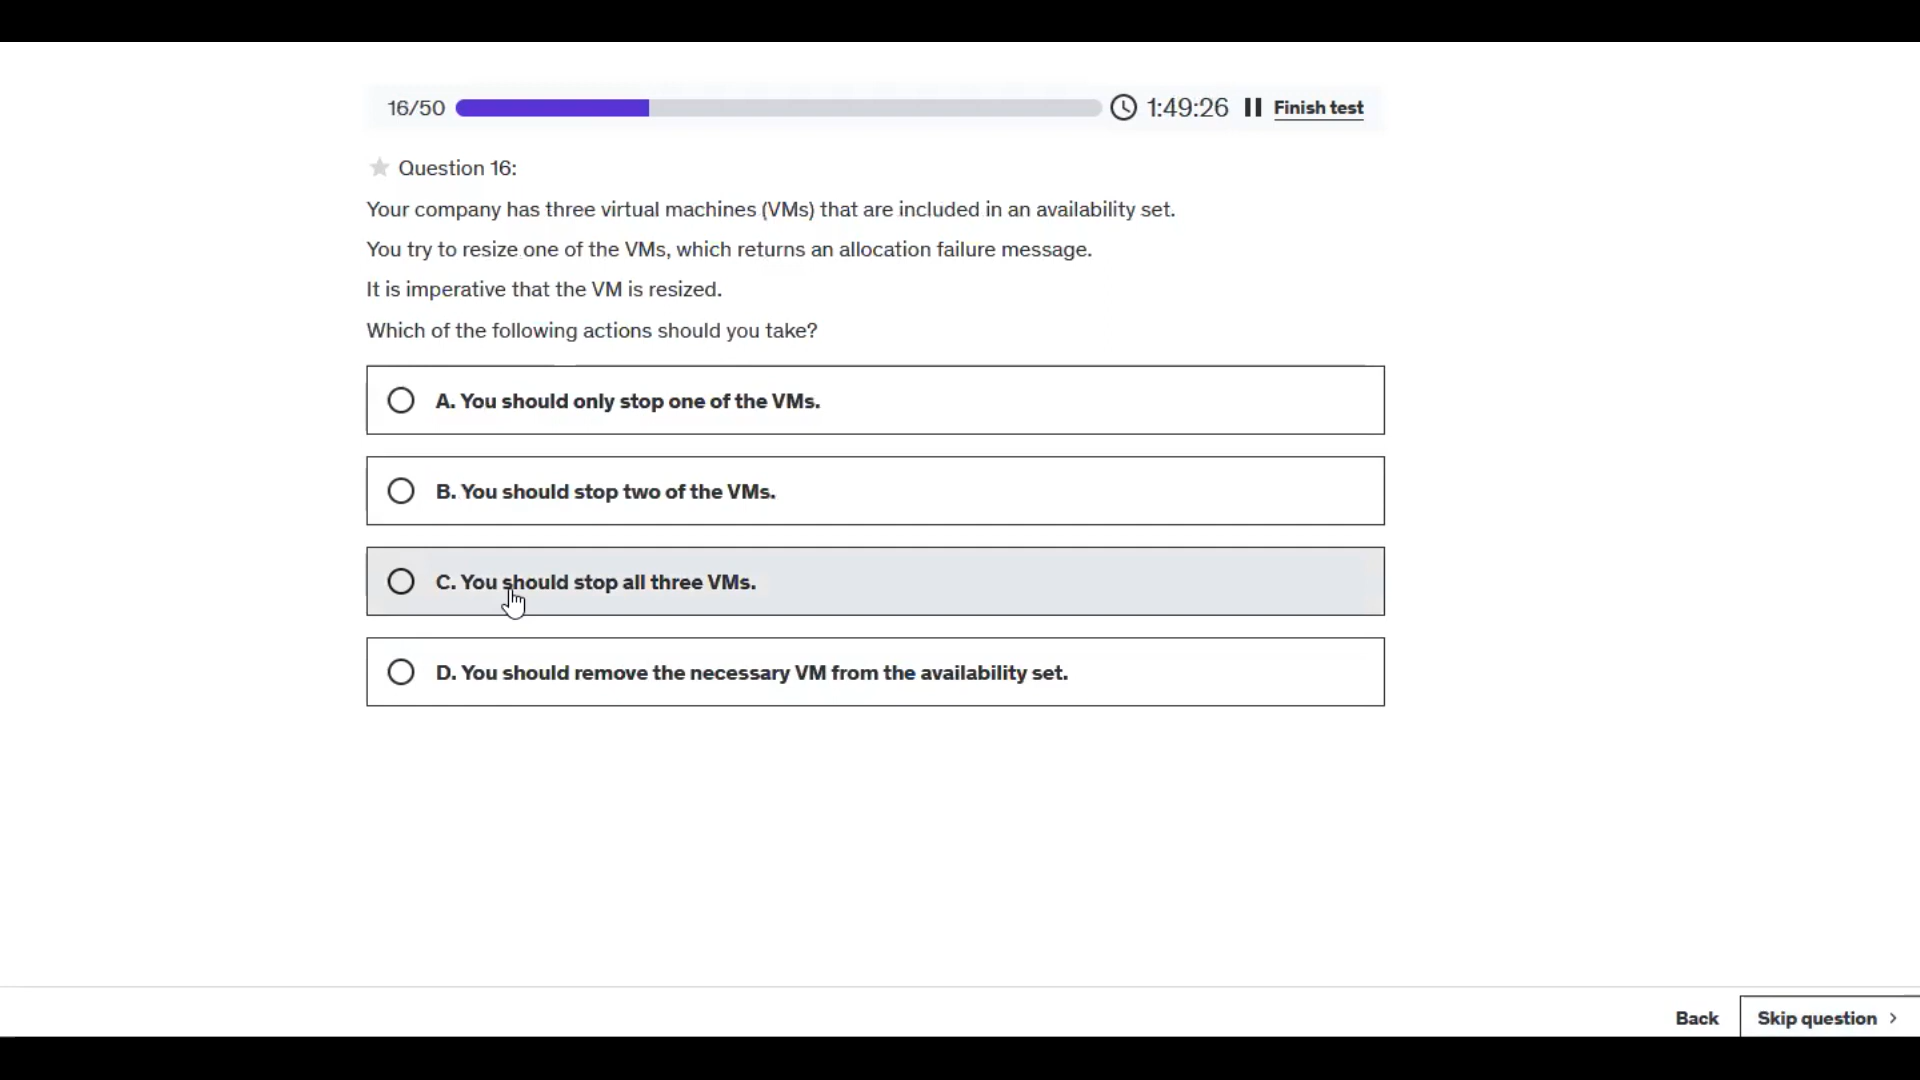 16/50 1:49:26 Finish test
Question 16:
Your company has three virtual machines (VMs) that are included in an availability set.
You try to resize one of the VMs, which returns an allocation failure message.
It is imperative that the VM is resized.
Which of the following actions should you take?
A. You should only stop one of the VMs.
B. You should stop two of the VMs.
C. You should stop all three VMs.
D. You should remove the necessary VM from the availability set.
Back Skip question